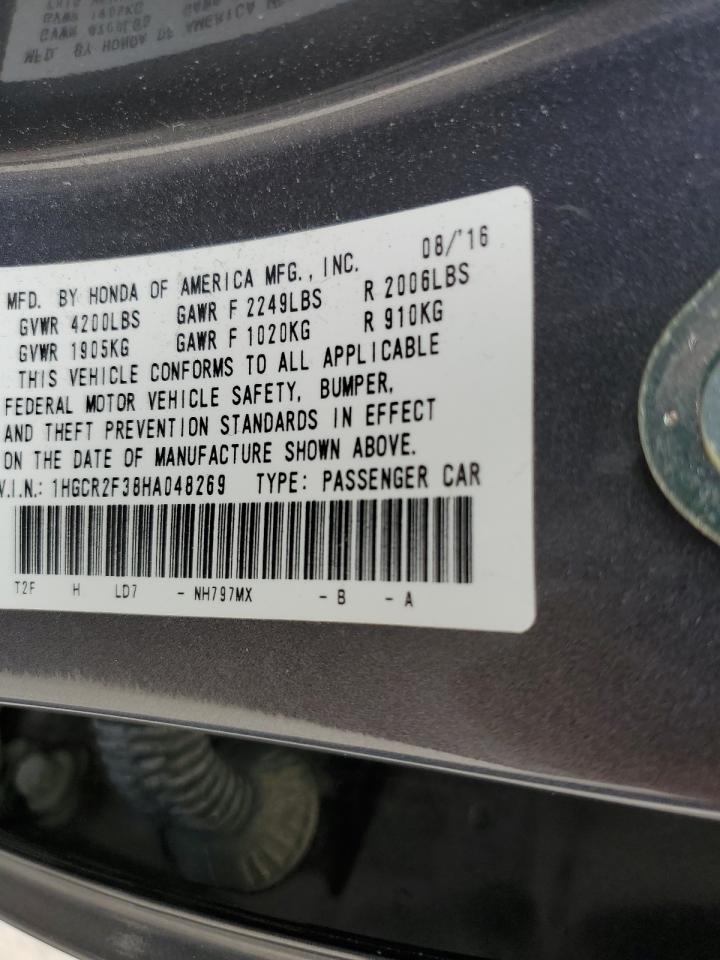 MFD. BY HONDA OF AMERICA MFG., INC. 08/'16
GVWR 4200LBS GAWR F 2249LBS R 2006LBS
GVWR 1905KG GAWR F 1020KG R 910KG
THIS VEHICLE CONFORMS TO ALL APPLICABLE
FEDERAL MOTOR VEHICLE SAFETY, BUMPER,
AND THEFT PREVENTION STANDARDS IN EFFECT
ON THE DATE OF MANUFACTURE SHOWN ABOVE.
V.I.N.: 1HGCR2F38HA048269 TYPE: PASSENGER CAR
T2F H LD7 - NH797MX - B - A